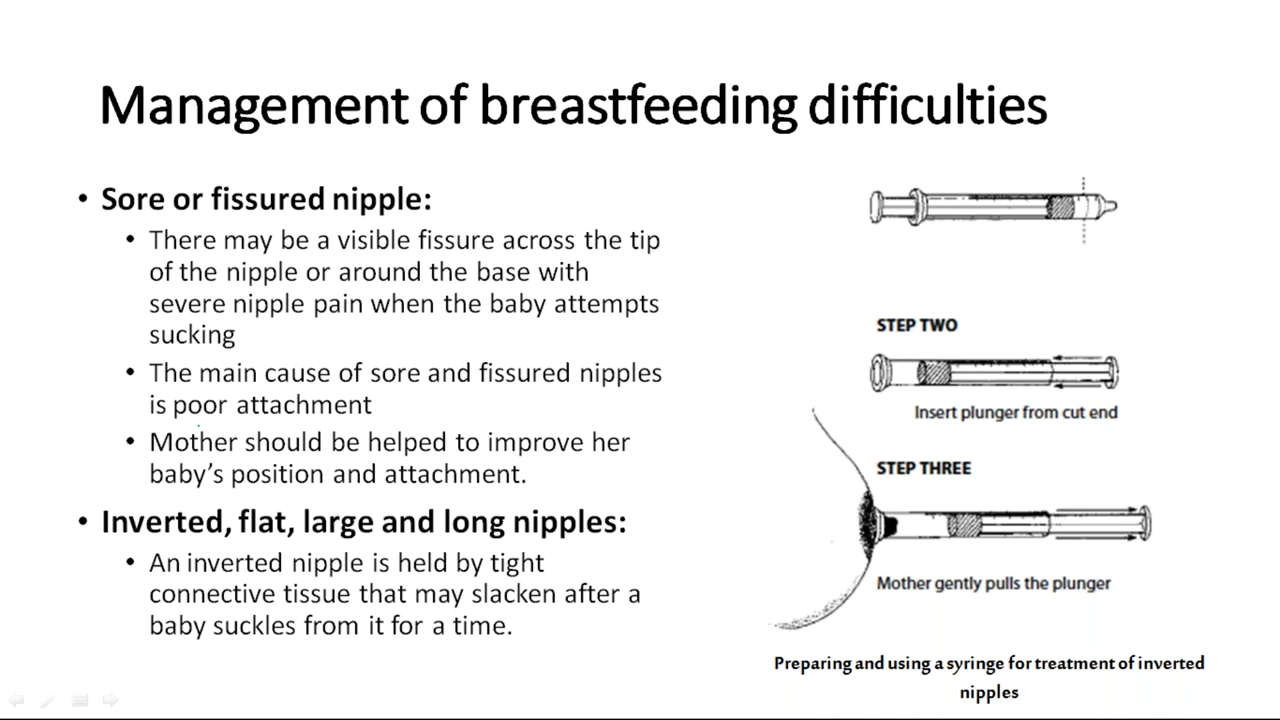 Management of breastfeeding difficulties
• Sore or fissured nipple:
• There may be a visible fissure across the tip
of the nipple or around the base with
severe nipple pain when the baby attempts
sucking
• The main cause of sore and fissured nipples
is poor attachment
• Mother should be helped to improve her
baby's position and attachment.
• Inverted, flat, large and long nipples:
• An inverted nipple is held by tight
connective tissue that may slacken after a
baby suckles from it for a time.
STEP TWO
Insert plunger from cut end
STEP THREE
Mother gently pulls the plunger
Preparing and using a syringe for treatment of inverted
nipples